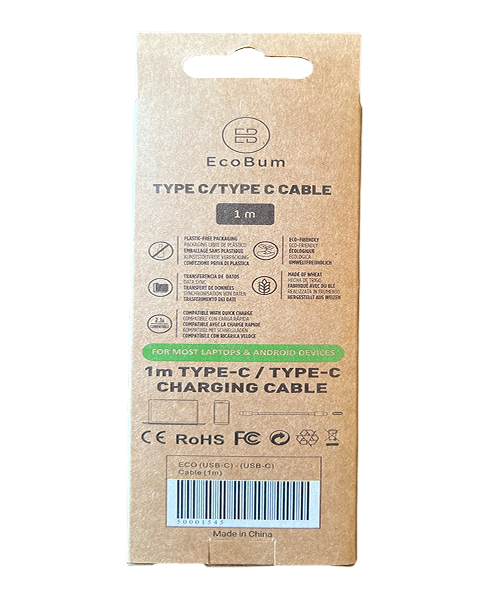 EB
EcoBum
TYPE C/TYPE C CABLE
1 m
PLASTIC-FREE PACKAGING
PACKAGING LIBRE DE PLÁSTICO
EMBALLAGE SANS PLASTIQUE
KUNSTSTOFFFREIE VERPACKUNG
CONFEZIONE PRIVA DI PLASTICA
ECO-FRIENDLY
ECO-FRIENDLY
ÉCOLOGIQUE
ECOLOGICA
UMWELTFREUNDLICH
TRANSFERENCIA DE DATOS
DATA SYNC
TRANSFERT DE DONNÉES
SYNCHRONISATION VON DATEN
TRASFERIMENTO DEI DATI
MADE OF WHEAT
HECHA DE TRIGO
FABRIQUÉ AVEC DU BLÉ
REALIZZATA IN FRUMENTO
HERGESTELLT AUS WEIZEN
2.1A
COMPATIBLE
COMPATIBLE WITH QUICK CHARGE
COMPATIBLE CON CARGA RÁPIDA
COMPATIBLE AVEC LA CHARGE RAPIDE
KOMPATIBEL MIT SCHNELLLADEN
COMPATIBILE CON RICARICA VELOCE
FOR MOST LAPTOPS & ANDROID DEVICES
1m TYPE-C / TYPE-C
CHARGING CABLE
CE RoHS FC
ECO (USB-C) - (USB-C)
Cable (1m)
50001545
Made in China